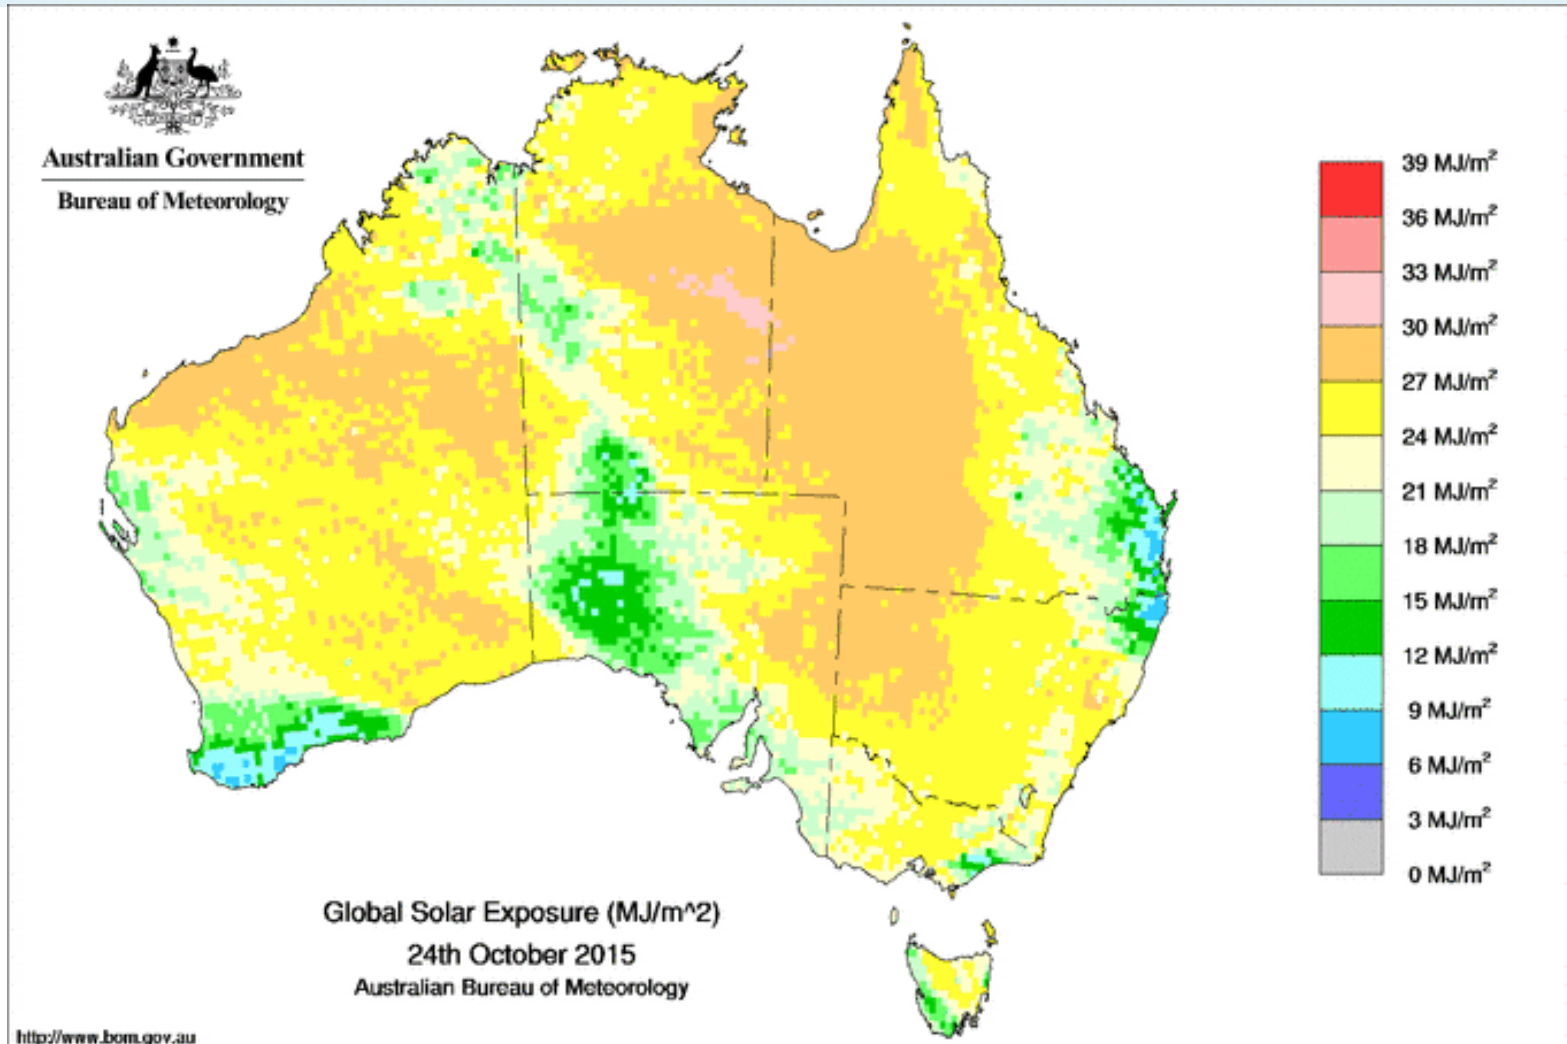 Australian Government
Bureau of Meteorology
39 MJ/m²
36 MJ/m²
33 MJ/m²
30 MJ/m²
27 MJ/m²
24 MJ/m²
21 MJ/m²
18 MJ/m²
15 MJ/m²
12 MJ/m²
9 MJ/m²
6 MJ/m²
3 MJ/m²
0 MJ/m²
Global Solar Exposure (MJ/m^2)
24th October 2015
Australian Bureau of Meteorology
http://www.bom.gov.au